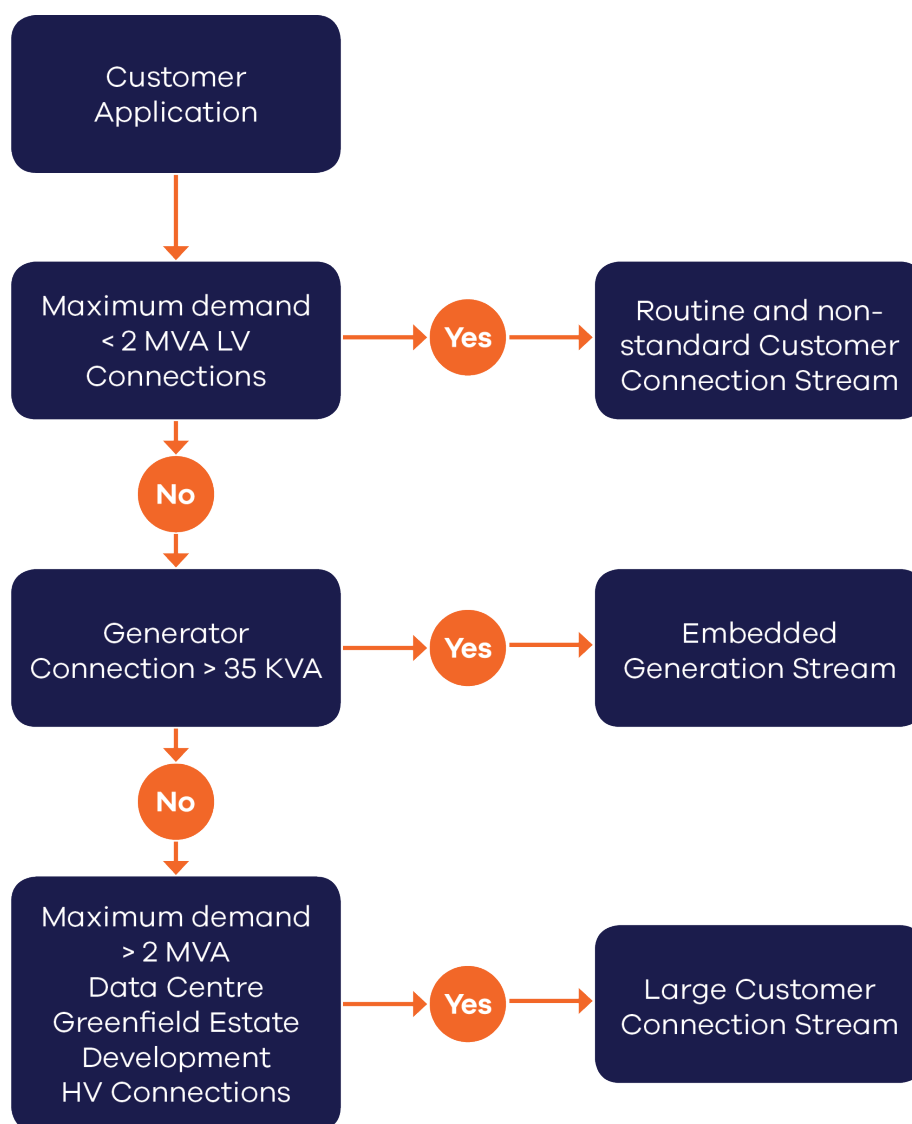 Customer
Application
Maximum demand
< 2 MVA LV
Connections
Yes
Routine and non-
standard Customer
Connection Stream
No
Generator
Connection > 35 KVA
Yes
Embedded
Generation Stream
No
Maximum demand
> 2 MVA
Data Centre
Greenfield Estate
Development
HV Connections
Yes
Large Customer
Connection Stream